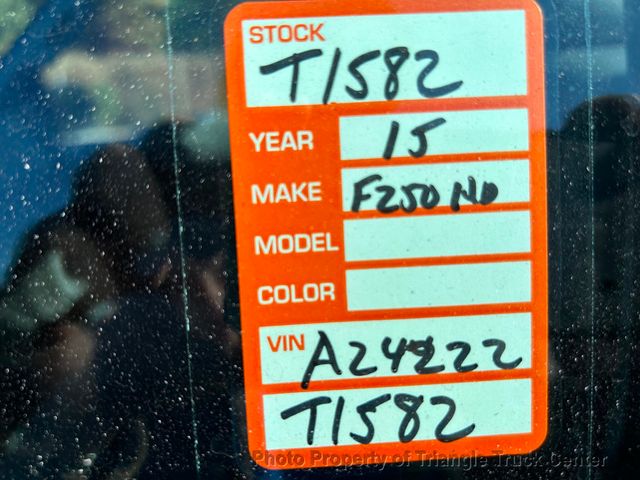 STOCK
T1582
YEAR 15
MAKE F250 HD
MODEL
COLOR
VIN A24222
T1582
Photo Property of Triangle Truck Center